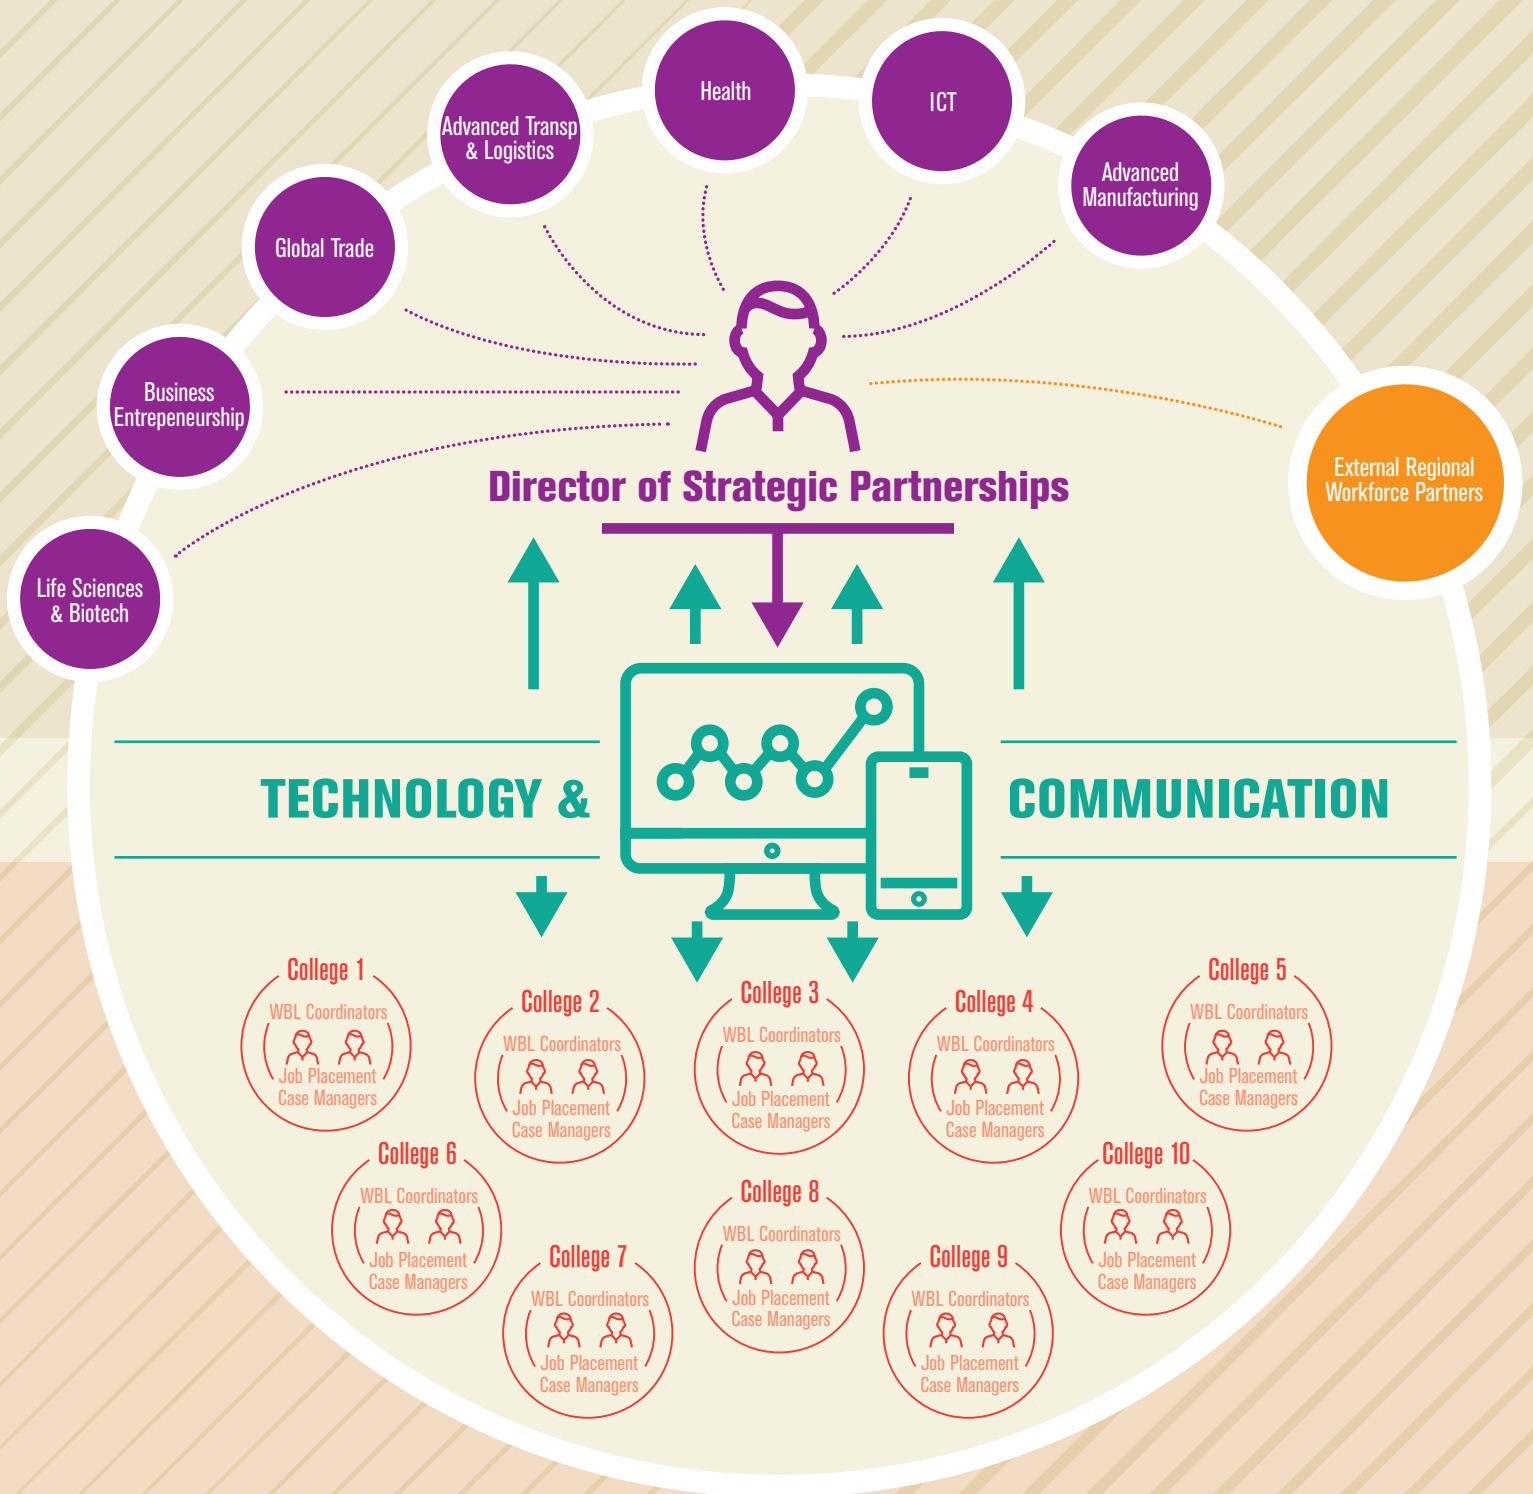 Health
ICT
Advanced Transp
& Logistics
Advanced
Manufacturing
Global Trade
Business
Entrepeneurship
External Regional
Workforce Partners
Director of Strategic Partnerships
Life Sciences
& Biotech
TECHNOLOGY &
COMMUNICATION
College 1
WBL Coordinators
Job Placement
Case Managers
College 2
WBL Coordinators
Job Placement
Case Managers
College 3
WBL Coordinators
Job Placement
Case Managers
College 4
WBL Coordinators
Job Placement
Case Managers
College 5
WBL Coordinators
Job Placement
Case Managers
College 6
WBL Coordinators
Job Placement
Case Managers
College 7
WBL Coordinators
Job Placement
Case Managers
College 8
WBL Coordinators
Job Placement
Case Managers
College 9
WBL Coordinators
Job Placement
Case Managers
College 10
WBL Coordinators
Job Placement
Case Managers